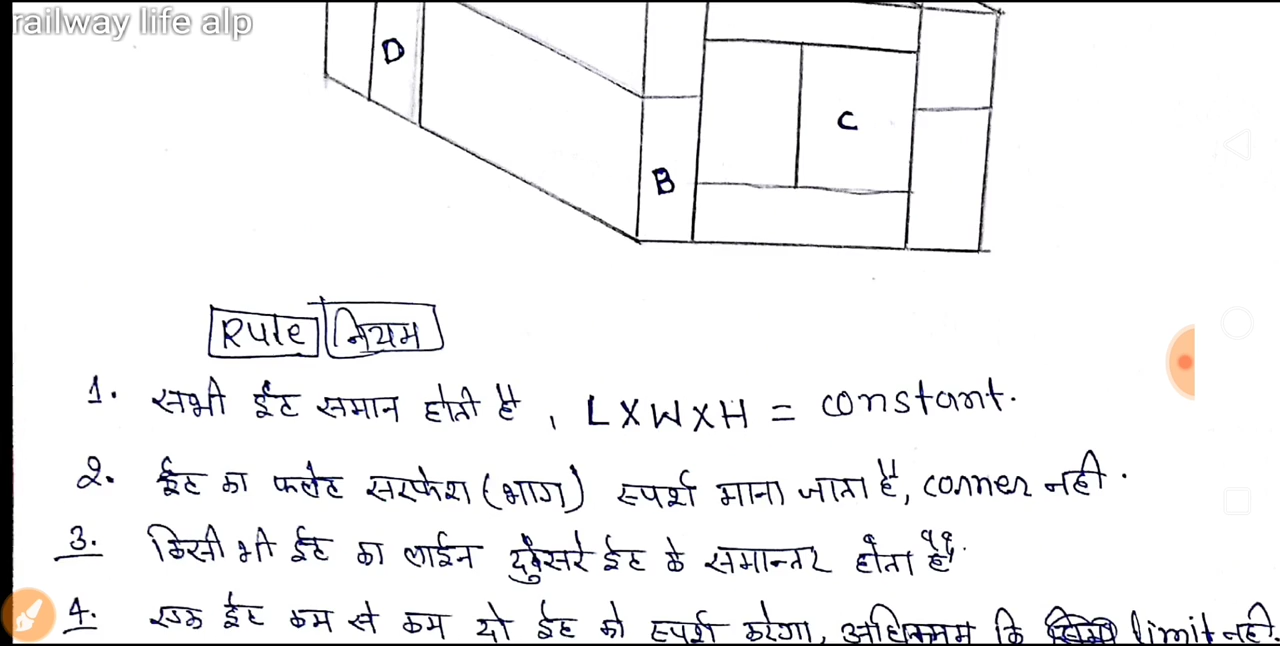 railway life alp
D
C
B
Rule नियम
1. सभी ईंट समान होती है, L X W X H = constant.
2. ईंट का फ्लेट सरफेश (भाग) स्पर्श माना जाता है, corner नही.
3. किसी भी ईंट का लाईन दुसरे ईंट के समान्तर होता है.
4. एक ईंट कम से कम दो ईंट को स्पर्श करेगा, अधिकतम कि limit नही.